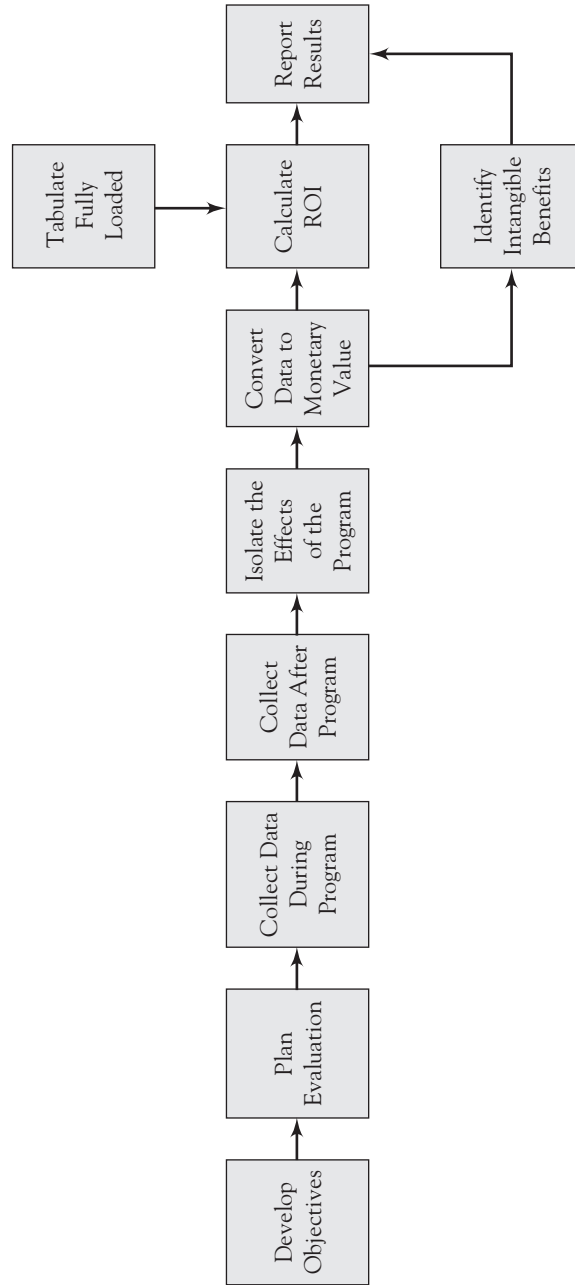 Develop
Objectives
Plan
Evaluation
Collect Data
During
Program
Collect
Data After
Program
Isolate the
Effects
of the
Program
Convert
Data to
Monetary
Value
Tabulate
Fully
Loaded
Calculate
ROI
Identify
Intangible
Benefits
Report
Results